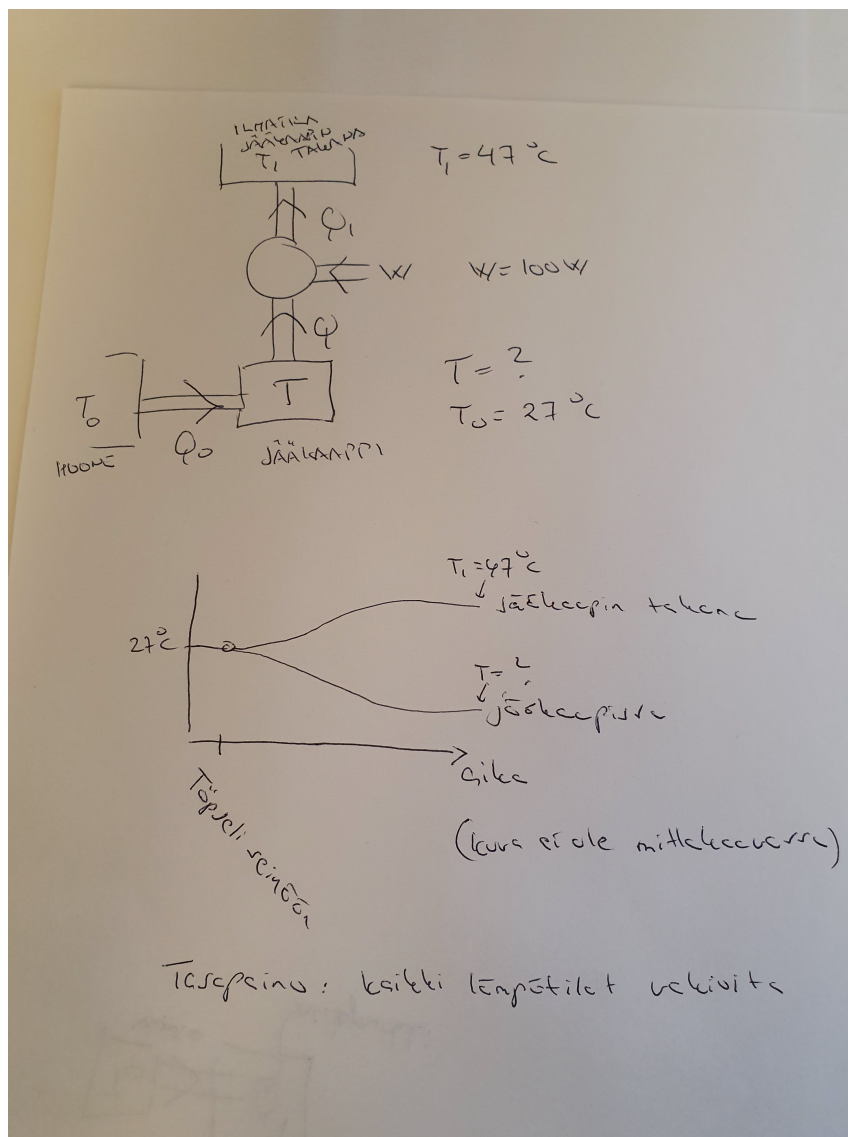 ILMATILA
JÄÄKAAPIN
T₁ TAKANA
T₁ = 47 °C
Q₁
W
W = 100 W
Q
T
T = ?
T₀
T₀ = 27 °C
Q₀
HUONE
JÄÄKAAPPI
T₁ = 47 °C
jääkaapin takana
27 °C
T = ?
jääkaapissa
aika
Töpseli seinään
(kuva ei ole mittakaavassa)
Tasapaino: kaikki lämpötilat vakioita